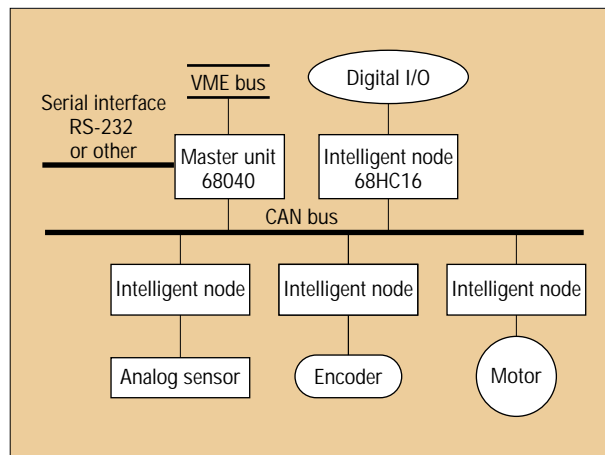 VME bus
Digital I/O
Serial interface
RS-232
or other
Master unit
68040
Intelligent node
68HC16
CAN bus
Intelligent node
Intelligent node
Intelligent node
Analog sensor
Encoder
Motor